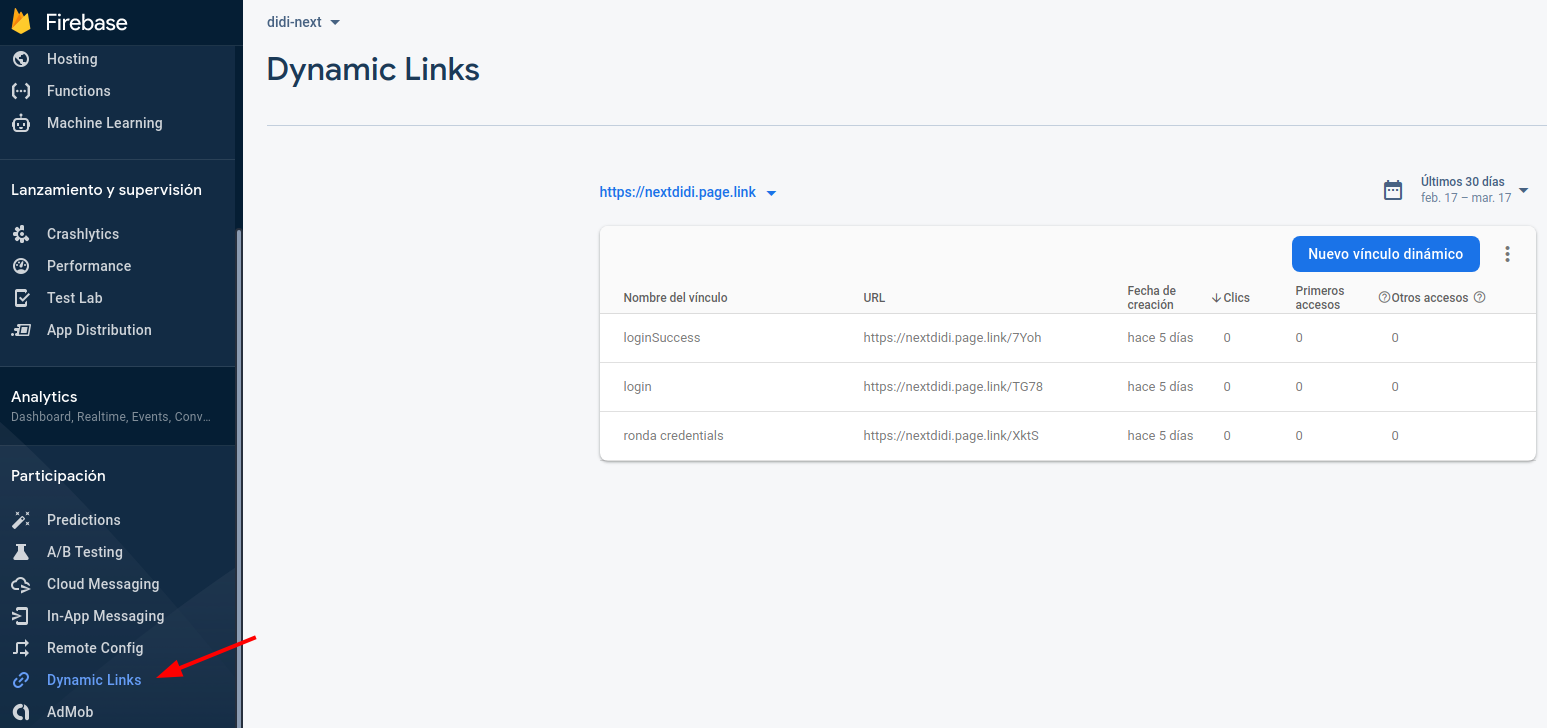 Firebase
Hosting
Functions
Machine Learning
Lanzamiento y supervisión
Crashlytics
Performance
Test Lab
App Distribution
Analytics
Dashboard, Realtime, Events, Conv...
Participación
Predictions
A/B Testing
Cloud Messaging
In-App Messaging
Remote Config
Dynamic Links
AdMob
didi-next
Dynamic Links
https://nextdidi.page.link
Últimos 30 días
feb. 17 – mar. 17
Nuevo vínculo dinámico
Nombre del vínculo URL Fecha de creación Clics Primeros accesos Otros accesos
loginSuccess https://nextdidi.page.link/7Yoh hace 5 días 0 0 0
login https://nextdidi.page.link/TG78 hace 5 días 0 0 0
ronda credentials https://nextdidi.page.link/XktS hace 5 días 0 0 0